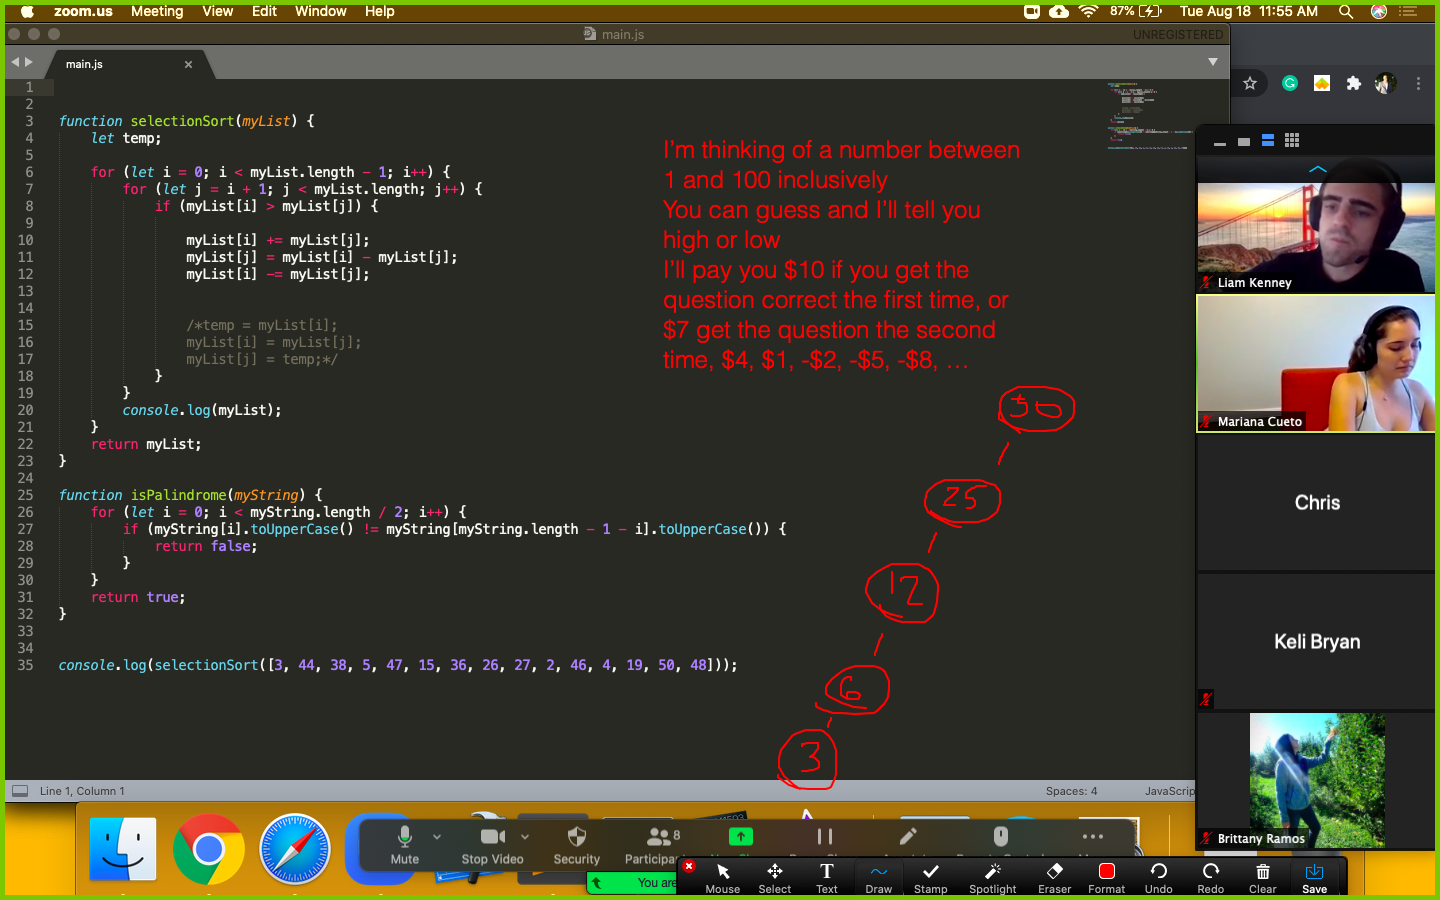 zoom.us Meeting View Edit Window Help 87% Tue Aug 18 11:55 AM
main.js UNREGISTERED
main.js ×
1
2
3 function selectionSort(myList) {
4 let temp;
5
6 for (let i = 0; i < myList.length - 1; i++) {
7 for (let j = i + 1; j < myList.length; j++) {
8 if (myList[i] > myList[j]) {
9
10 myList[i] += myList[j];
11 myList[j] = myList[i] - myList[j];
12 myList[i] -= myList[j];
13
14
15 /*temp = myList[i];
16 myList[i] = myList[j];
17 myList[j] = temp;*/
18 }
19 }
20 console.log(myList);
21 }
22 return myList;
23 }
24
25 function isPalindrome(myString) {
26 for (let i = 0; i < myString.length / 2; i++) {
27 if (myString[i].toUpperCase() != myString[myString.length - 1 - i].toUpperCase()) {
28 return false;
29 }
30 }
31 return true;
32 }
33
34
35 console.log(selectionSort([3, 44, 38, 5, 47, 15, 36, 26, 27, 2, 46, 4, 19, 50, 48]));
I'm thinking of a number between
1 and 100 inclusively
You can guess and I'll tell you
high or low
I'll pay you $10 if you get the
question correct the first time, or
$7 get the question the second
time, $4, $1, -$2, -$5, -$8, ...
50
25
12
6
3
Liam Kenney
Mariana Cueto
Chris
Keli Bryan
Brittany Ramos
Line 1, Column 1 Spaces: 4 JavaScrip
Mute Stop Video Security Participan 8
You are
Mouse Select Text Draw Stamp Spotlight Eraser Format Undo Redo Clear Save